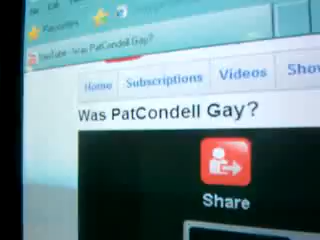 Favorites
YouTube - Was PatCondell Gay?
Home Subscriptions Videos
Was PatCondell Gay?
Share